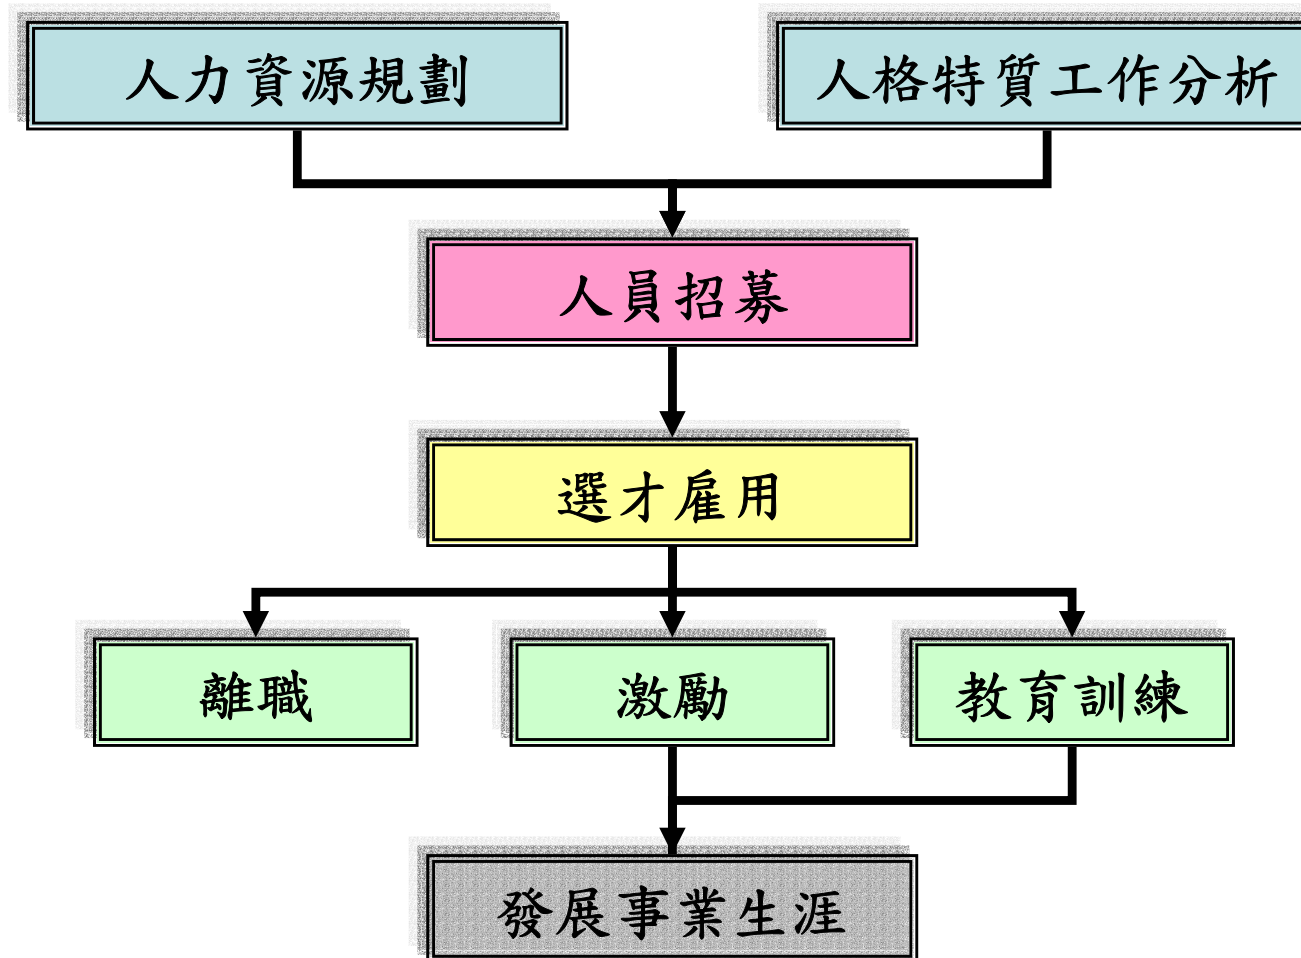 人力資源規劃
人格特質工作分析
人員招募
選才雇用
離職
激勵
教育訓練
發展事業生涯